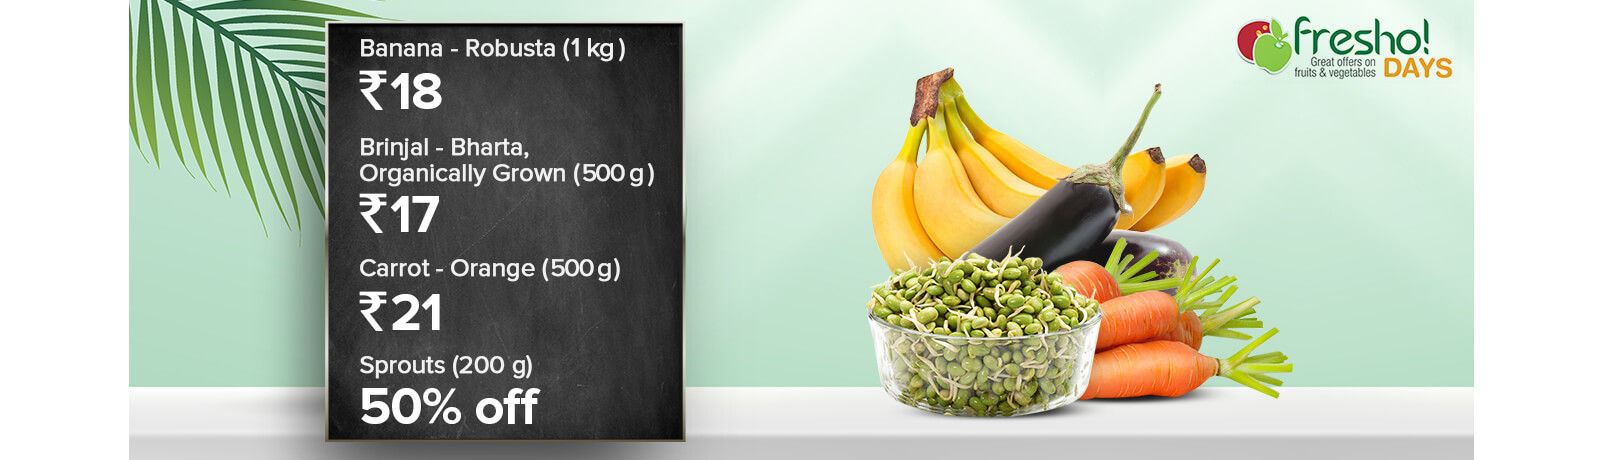 Banana - Robusta (1 kg)
₹18
Brinjal - Bharta,
Organically Grown (500 g)
₹17
Carrot - Orange (500 g)
₹21
Sprouts (200 g)
50% off
fresho!
Great offers on
fruits & vegetables
DAYS